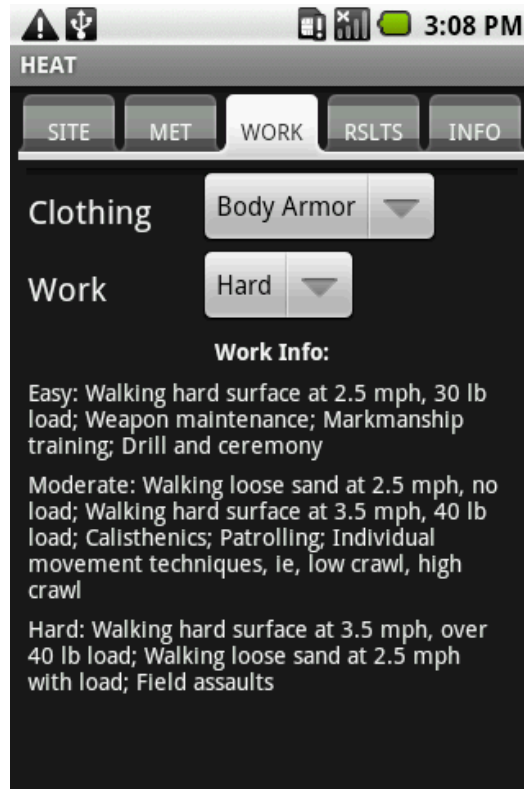 3:08 PM
HEAT
SITE MET WORK RSLTS INFO
Clothing Body Armor
Work Hard
Work Info:
Easy: Walking hard surface at 2.5 mph, 30 lb
load; Weapon maintenance; Markmanship
training; Drill and ceremony
Moderate: Walking loose sand at 2.5 mph, no
load; Walking hard surface at 3.5 mph, 40 lb
load; Calisthenics; Patrolling; Individual
movement techniques, ie, low crawl, high
crawl
Hard: Walking hard surface at 3.5 mph, over
40 lb load; Walking loose sand at 2.5 mph
with load; Field assaults